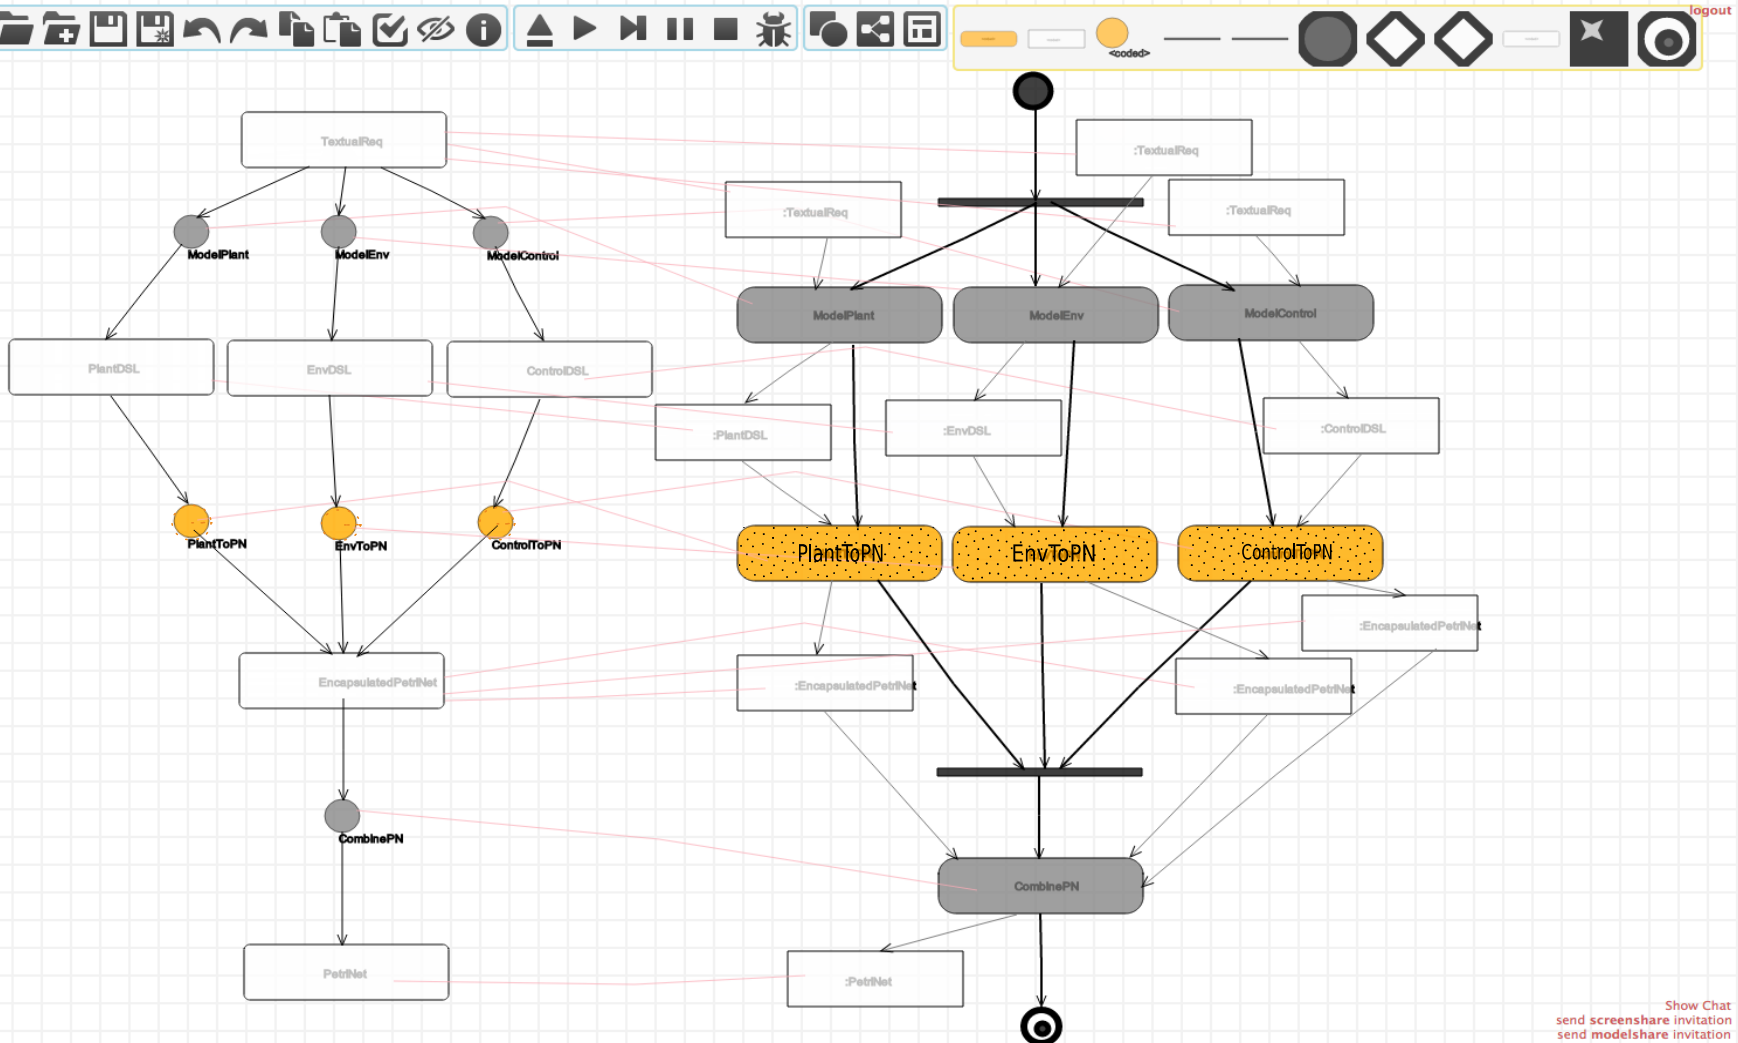 logout
<coded>
TextualReq
:TextualReq
:TextualReq
:TextualReq
ModelPlant
ModelEnv
ModelControl
ModelPlant
ModelEnv
ModelControl
PlantDSL
EnvDSL
ControlDSL
:PlantDSL
:EnvDSL
:ControlDSL
PlantToPN
EnvToPN
ControlToPN
PlantToPN
EnvToPN
ControlToPN
:EncapsulatedPetriNet
EncapsulatedPetriNet
:EncapsulatedPetriNet
:EncapsulatedPetriNet
CombinePN
CombinePN
PetriNet
:PetriNet
Show Chat
send screenshare invitation
send modelshare invitation